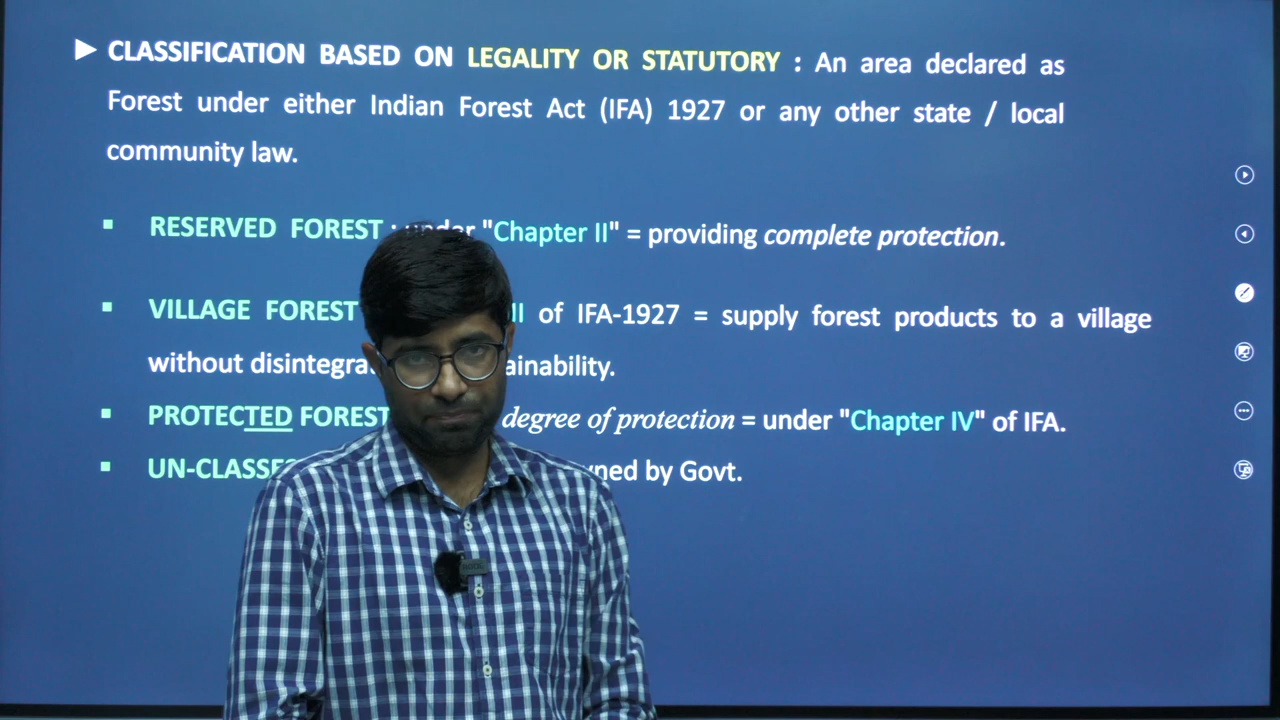 ► CLASSIFICATION BASED ON LEGALITY OR STATUTORY : An area declared as
Forest under either Indian Forest Act (IFA) 1927 or any other state / local
community law.
▪ RESERVED FOREST : under "Chapter II" = providing complete protection.
▪ VILLAGE FOREST of IFA-1927 = supply forest products to a village
without
▪ PROTECTED FOREST degree of protection = under "Chapter IV" of IFA.
▪ by Govt.